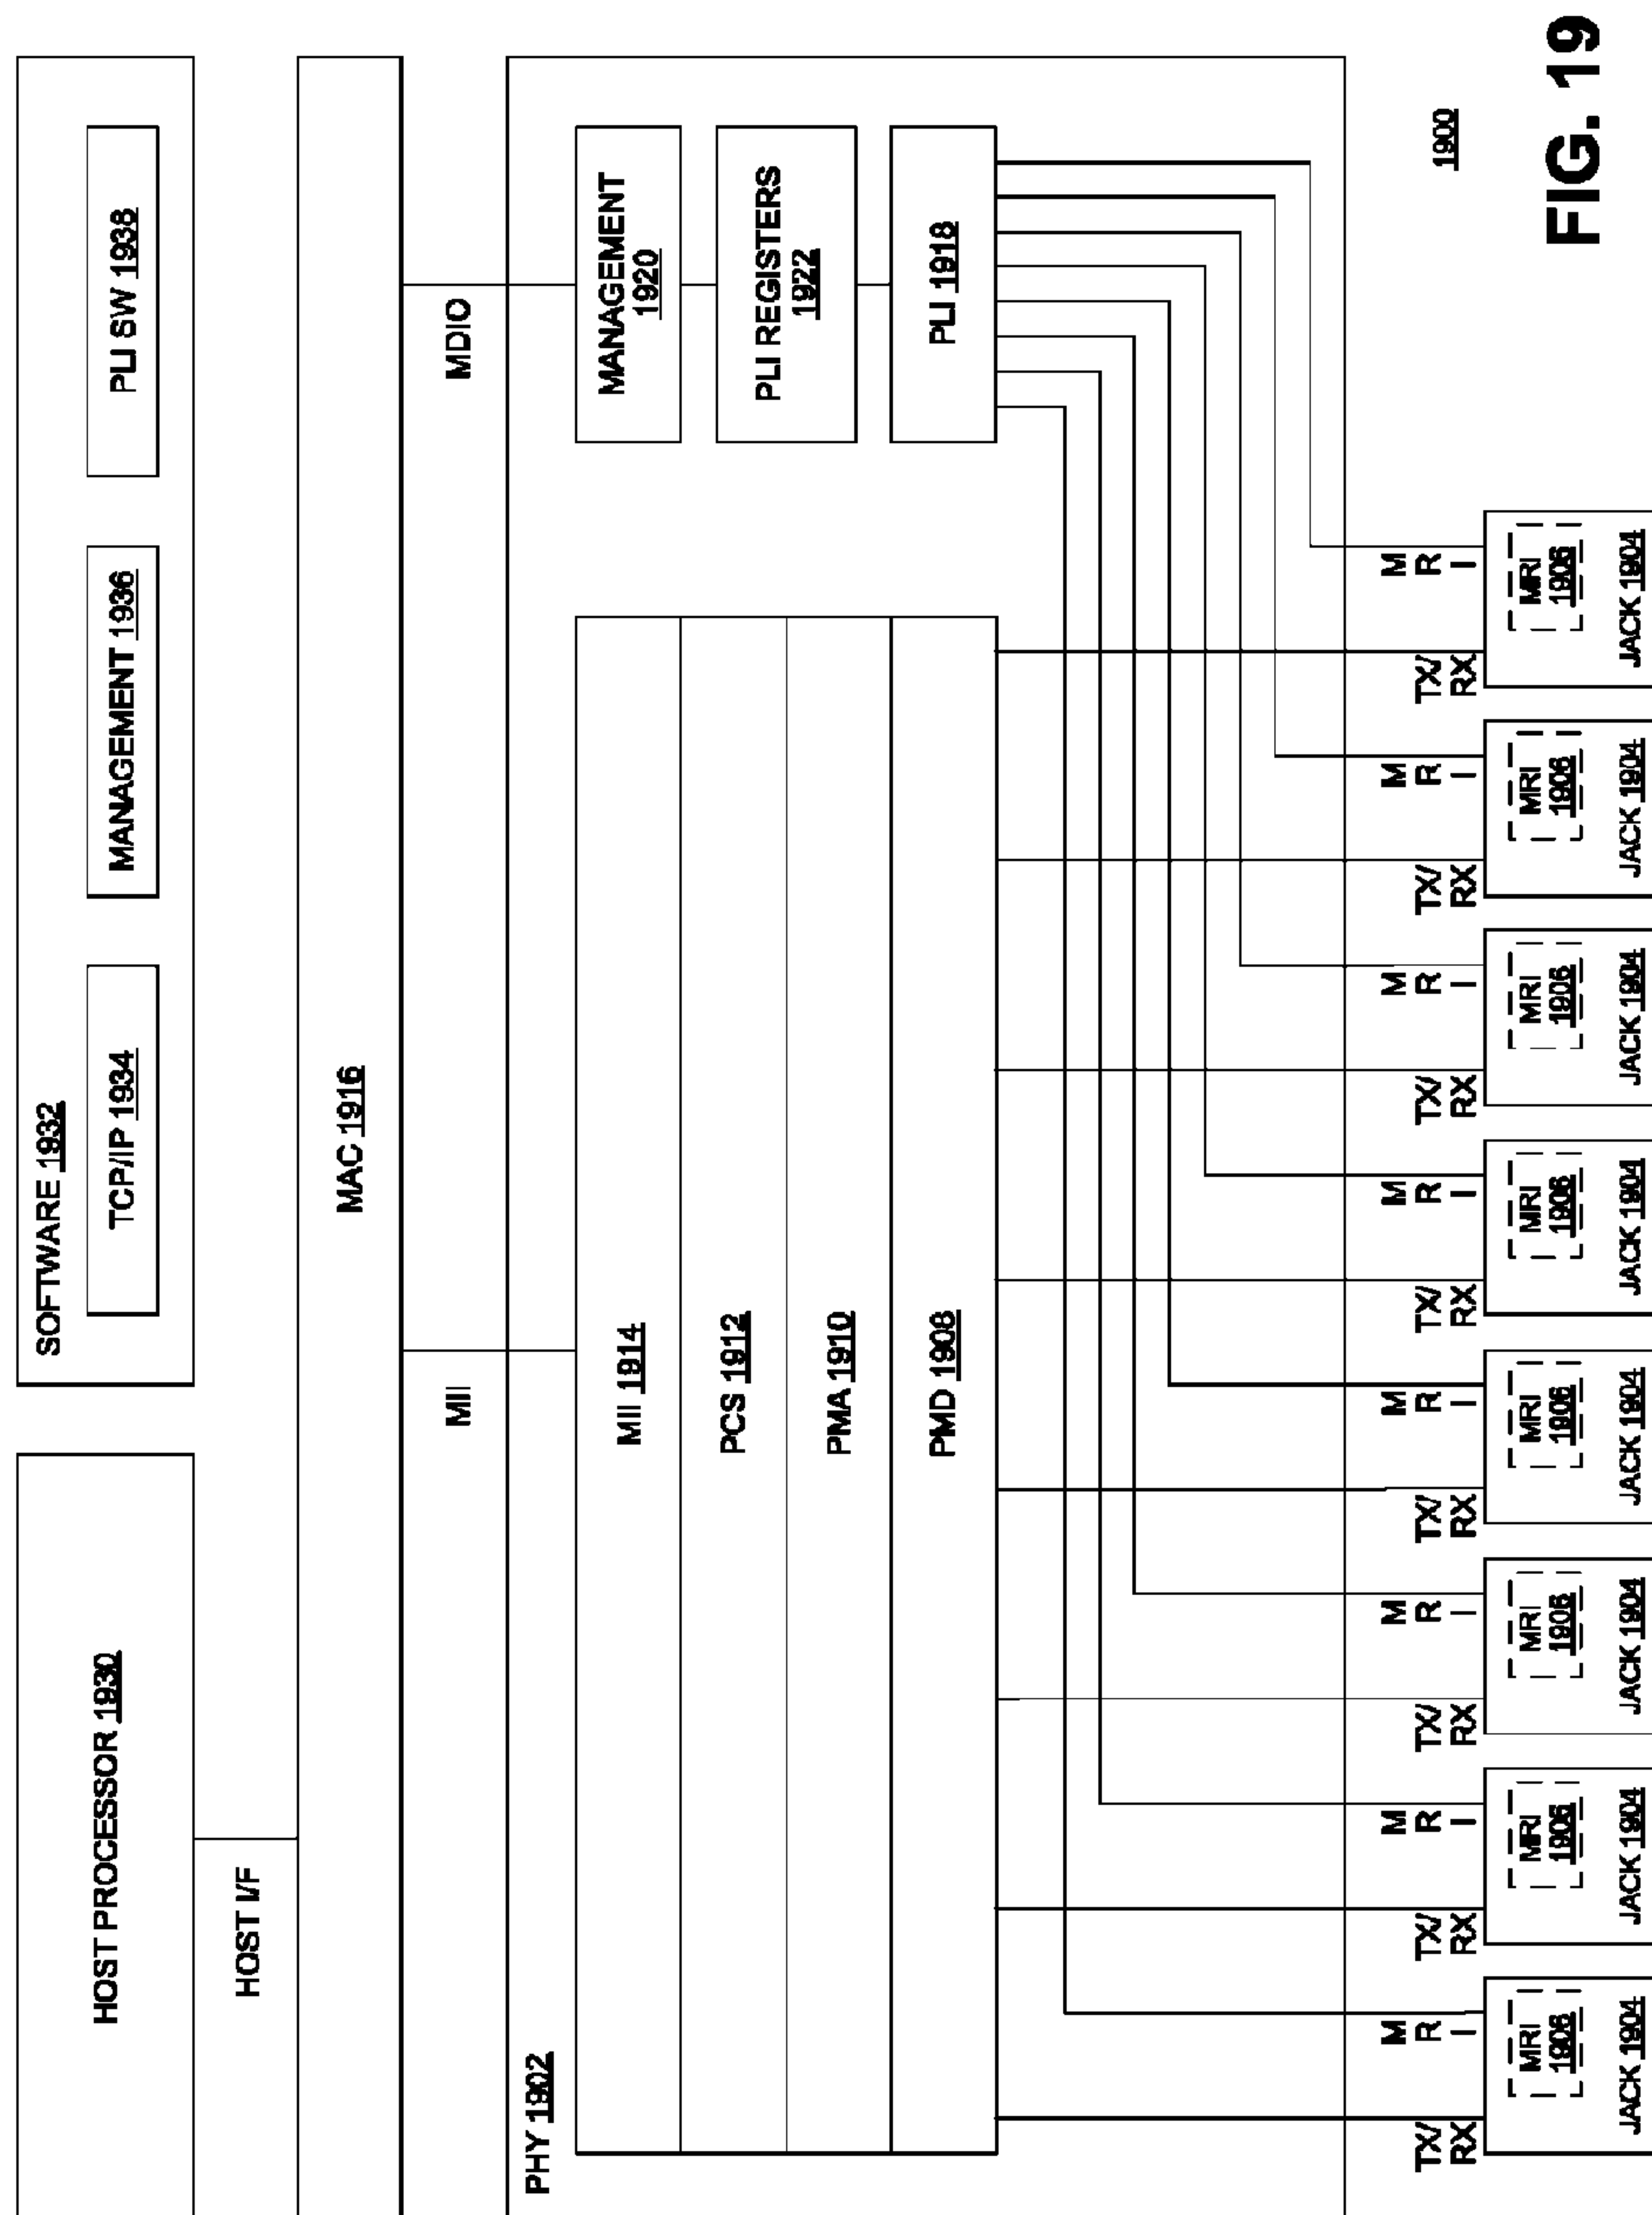 HOST PROCESSOR 1930
SOFTWARE 1932
TCP/IP 1934
MANAGEMENT 1936
PLI SW 1938
HOST I/F
MAC 1916
MII
MDIO
PHY 1902
MII 1914
PCS 1912
PMA 1910
PMD 1908
MANAGEMENT
1920
PLI REGISTERS
1922
PLI 1918
TX/
RX
M
R
I
TX/
RX
M
R
I
TX/
RX
M
R
I
TX/
RX
M
R
I
TX/
RX
M
R
I
TX/
RX
M
R
I
TX/
RX
M
R
I
TX/
RX
M
R
I
MRI
1906
JACK 1904
MRI
1906
JACK 1904
MRI
1906
JACK 1904
MRI
1906
JACK 1904
MRI
1906
JACK 1904
MRI
1906
JACK 1904
MRI
1906
JACK 1904
MRI
1906
JACK 1904
1900
FIG. 19